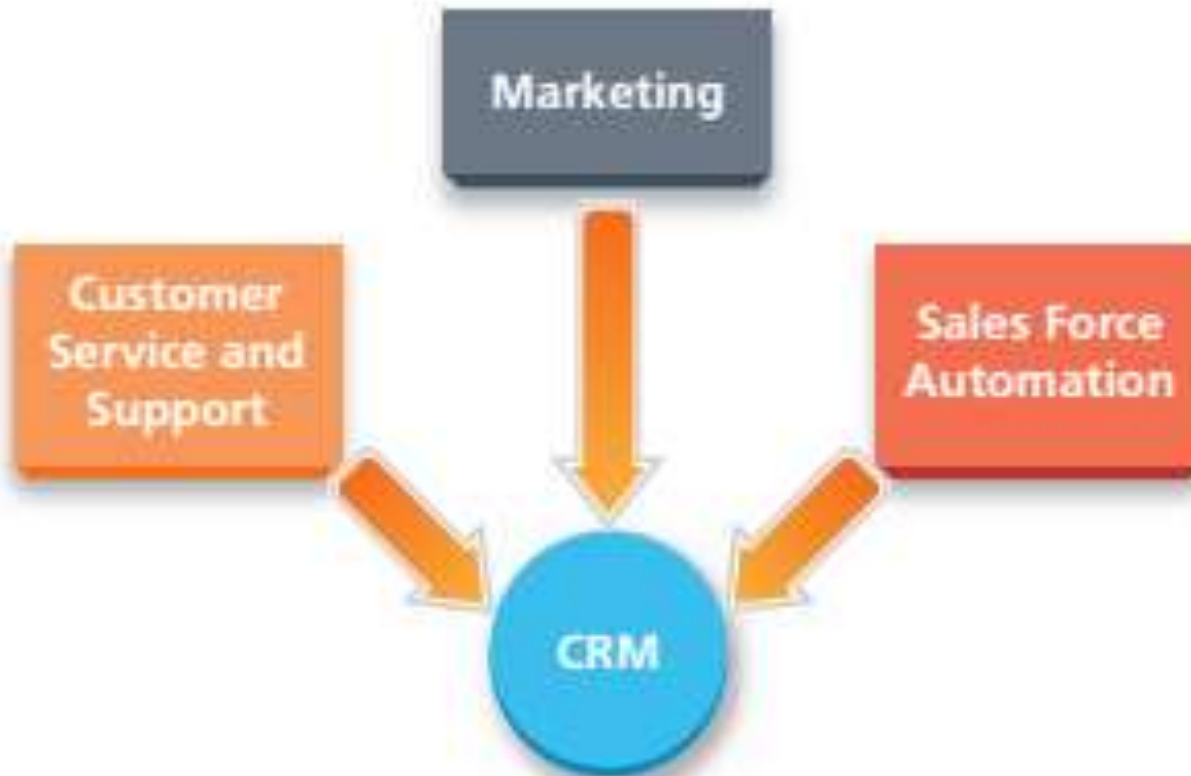 Marketing
Customer
Service and
Support
Sales Force
Automation
CRM